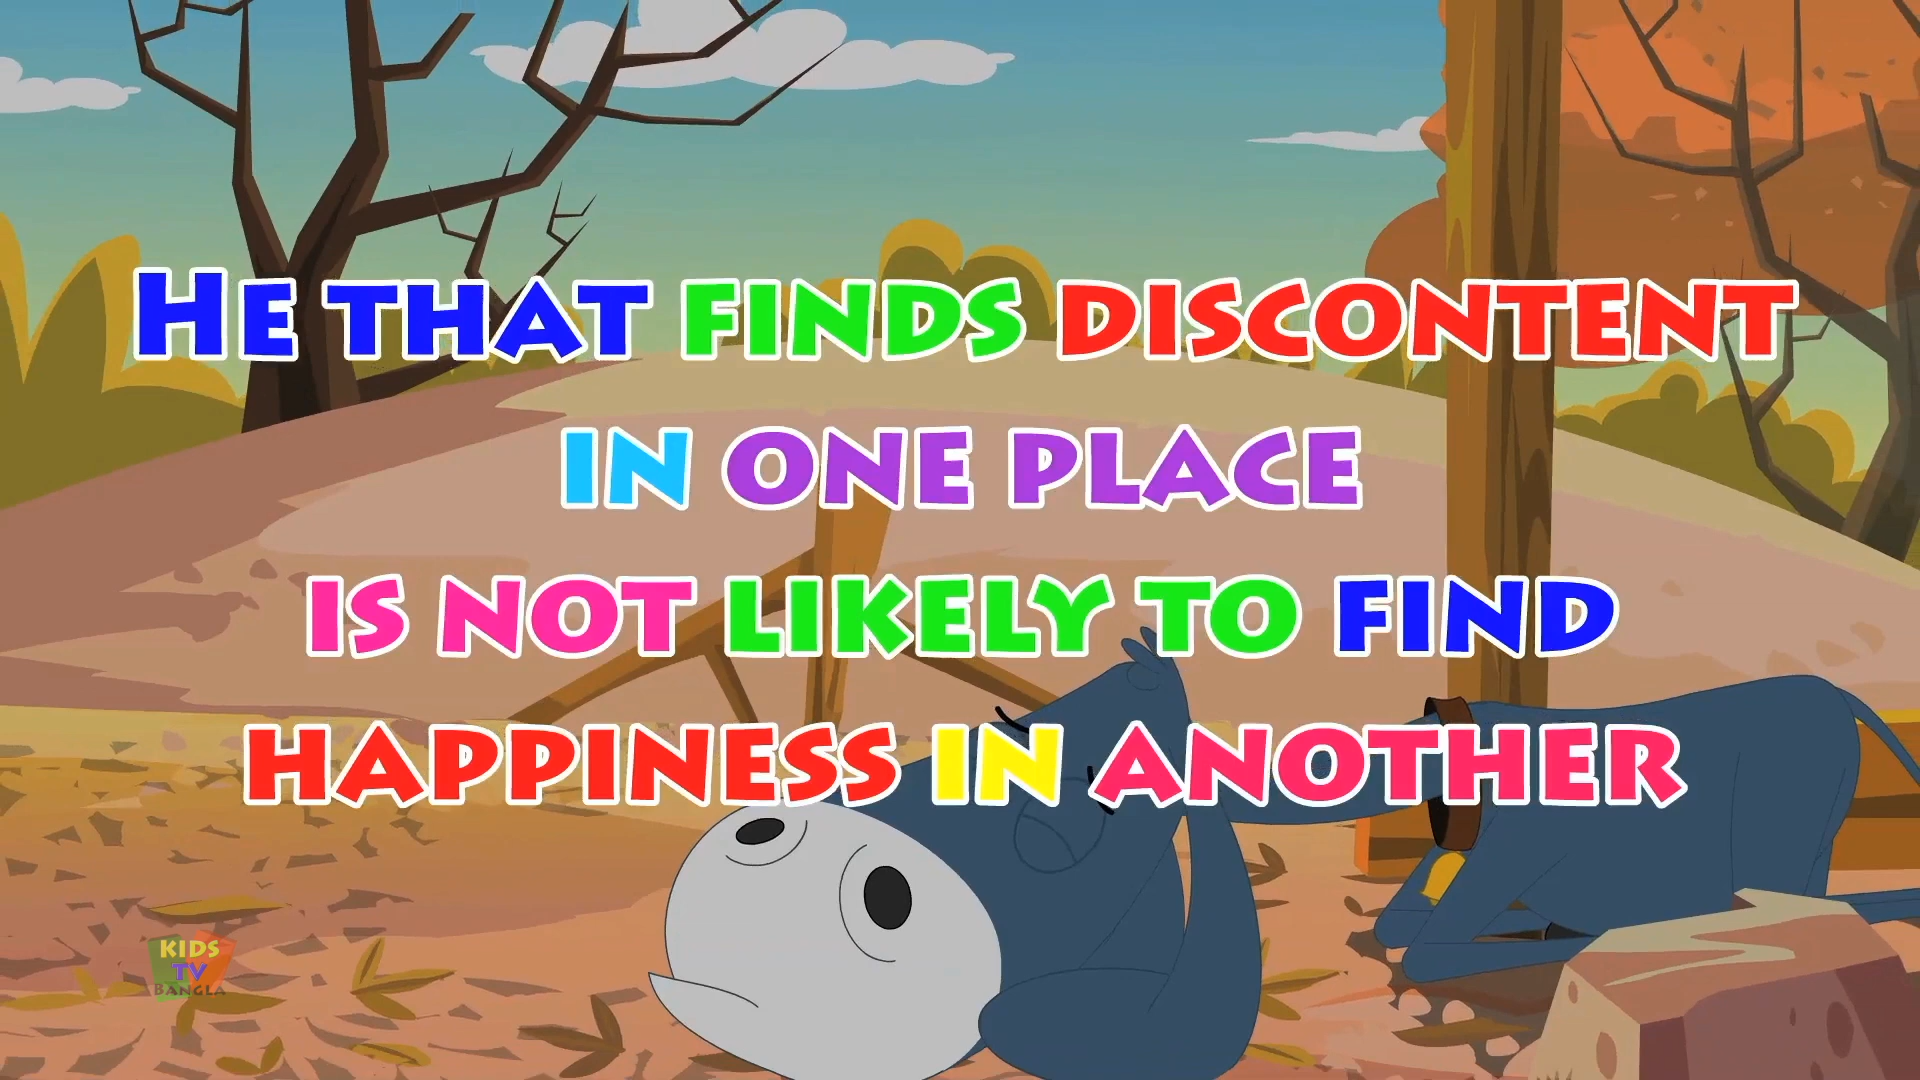 He that finds discontent
in one place
is not likely to find
happiness in another
KIDS
TV
BANGLA